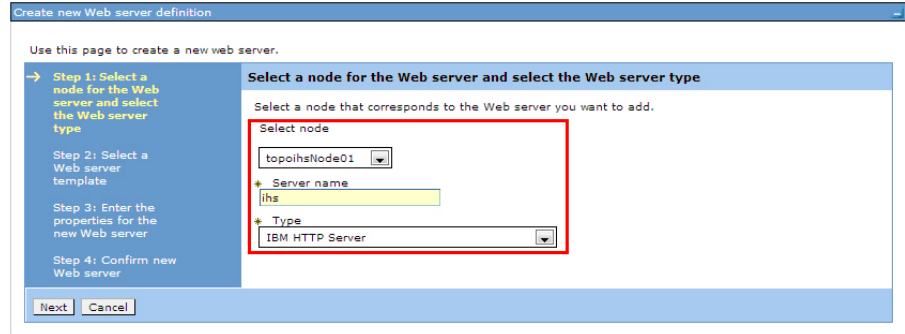 Create new Web server definition
Use this page to create a new web server.
Step 1: Select a
node for the Web
server and select
the Web server
type
Step 2: Select a
Web server
template
Step 3: Enter the
properties for the
new Web server
Step 4: Confirm new
Web server
Select a node for the Web server and select the Web server type
Select a node that corresponds to the Web server you want to add.
Select node
topoihsNode01
Server name
ihs
Type
IBM HTTP Server
Next Cancel